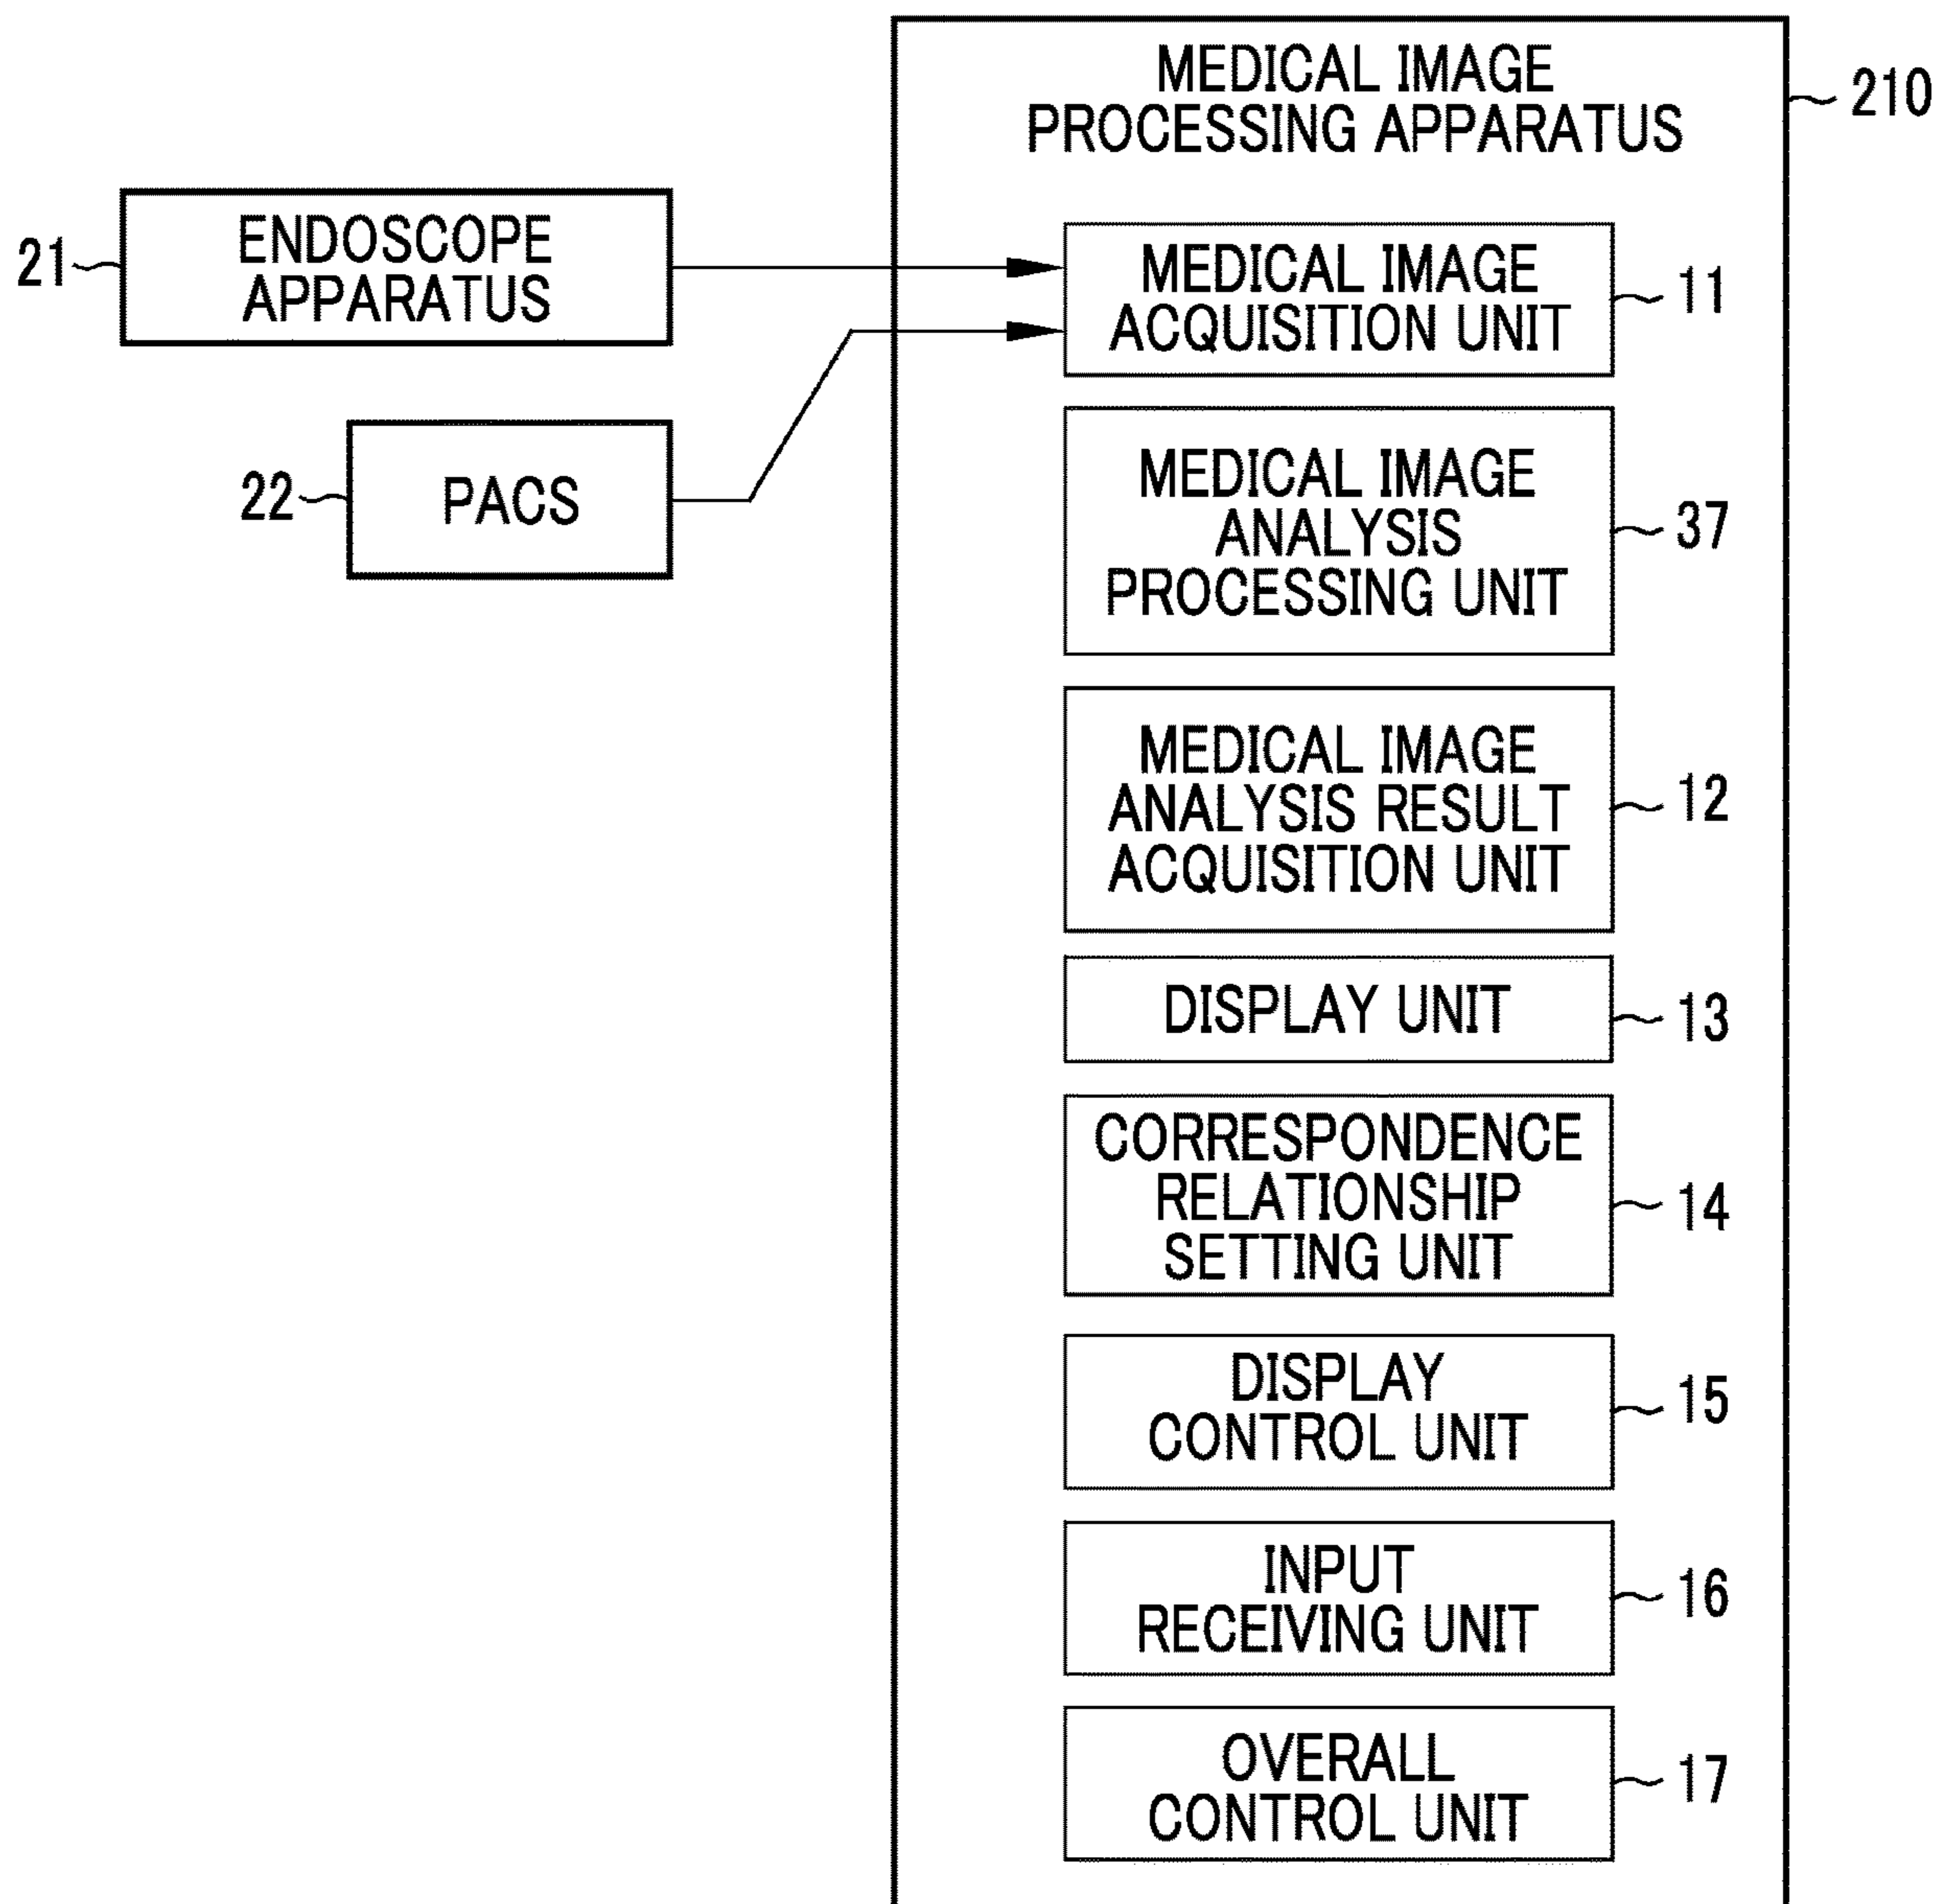 MEDICAL IMAGE
PROCESSING APPARATUS
210
21
ENDOSCOPE
APPARATUS
22
PACS
MEDICAL IMAGE
ACQUISITION UNIT
11
MEDICAL IMAGE
ANALYSIS
PROCESSING UNIT
37
MEDICAL IMAGE
ANALYSIS RESULT
ACQUISITION UNIT
12
DISPLAY UNIT
13
CORRESPONDENCE
RELATIONSHIP
SETTING UNIT
14
DISPLAY
CONTROL UNIT
15
INPUT
RECEIVING UNIT
16
OVERALL
CONTROL UNIT
17